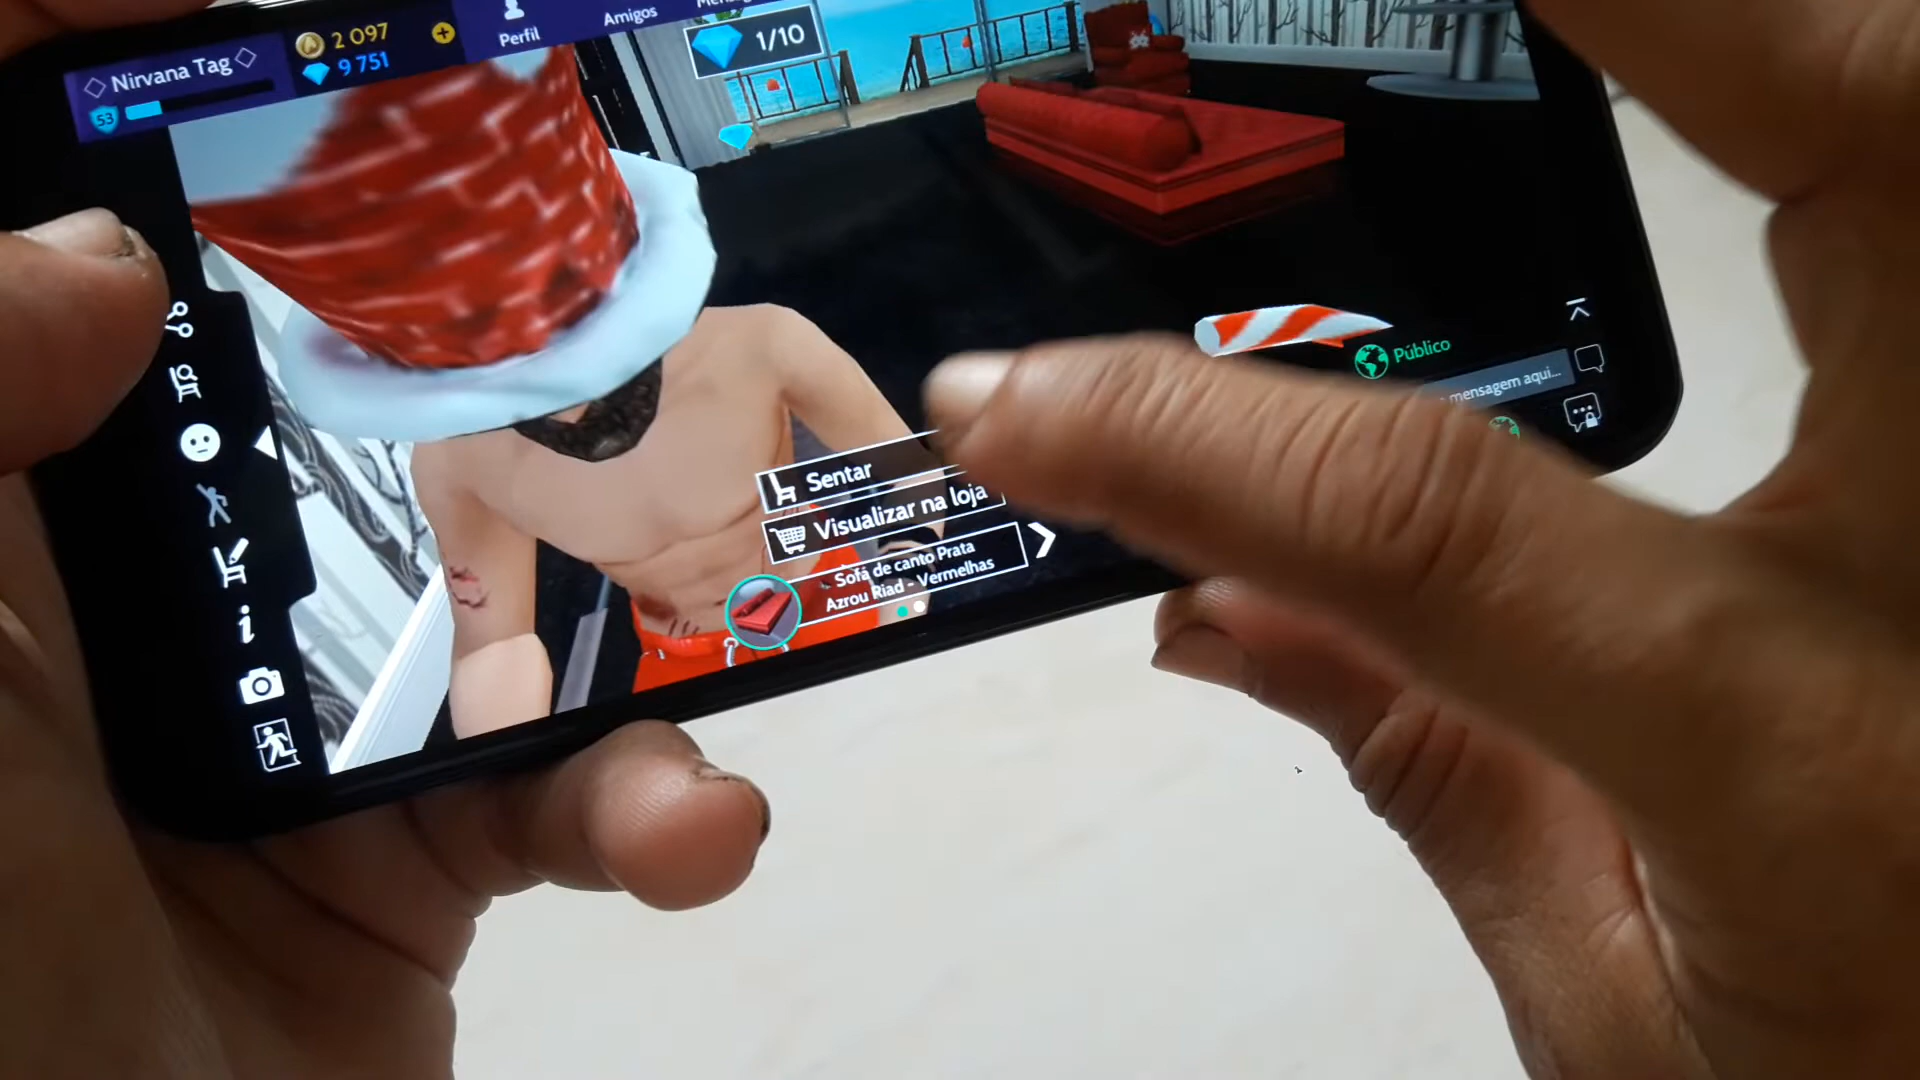 Nirvana Tag
53
2 097
9 751
Perfil
Amigos
1/10
Público
mensagem aqui...
Sentar
Visualizar na loja
Sofá de canto Prata
Azrou Riad - Vermelhas
i